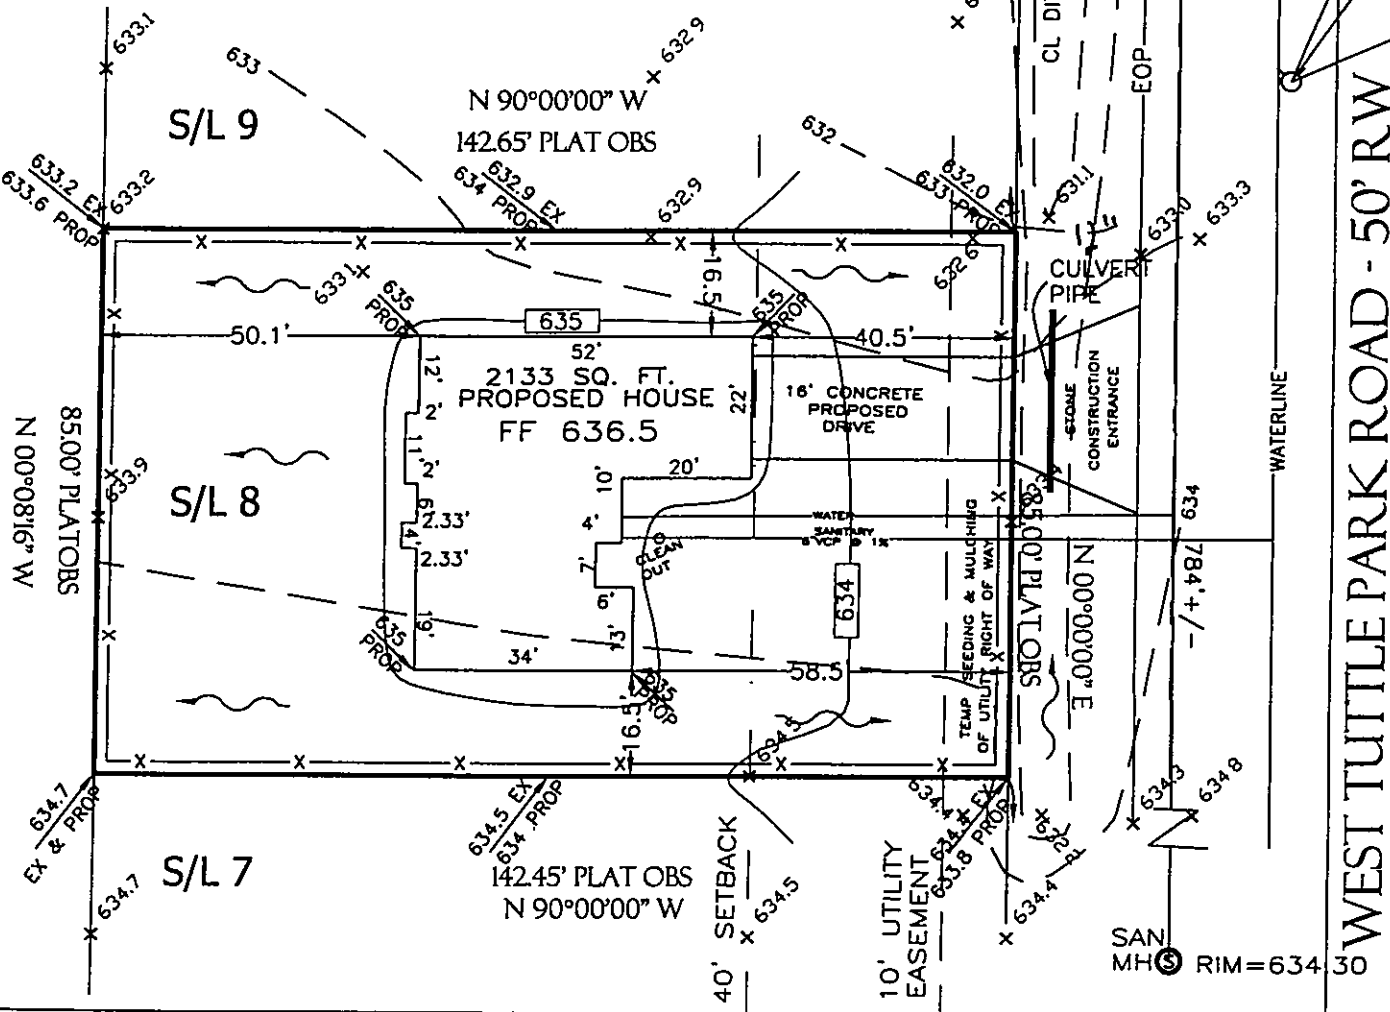 633.1
633
632.9
CL DI
EOP
S/L 9
N 90°00'00" W
142.65' PLAT OBS
632
633.2 EX
633.6 PROP
633.2
632.9 EX
634 PROP
632.9
632.0 EX
633 PROP
631.1
633.0
633.3
632.6
633.1
635
PROP
16.5'
635
PROP
CULVERT
PIPE
635
50.1'
40.5'
52'
12'
2133 SQ. FT.
PROPOSED HOUSE
FF 636.5
22'
16' CONCRETE
PROPOSED
DRIVE
STONE
CONSTRUCTION
ENTRANCE
WATERLINE
WEST TUTTLE PARK ROAD - 50' RW
2'
11'
2'
20'
10'
6'
2.33'
4'
2.33'
4'
7'
6'
13'
19'
34'
N 00°08'16" W
85.00' PLAT OBS
633.9
S/L 8
WATER
SANITARY
6 VCP @ 1%
CLEAN
OUT
634
TEMP SEEDING & MULCHING
OF UTILITY RIGHT OF WAY
85.00' PLAT OBS
N 00°00'00" E
634
784'+/-
635
PROP
58.5
635
PROP
16.5'
634.5
634.7
EX & PROP
634.5 EX
634 PROP
634.4
634.4 EX
633.8 PROP
632.2
634.3
634.8
S/L 7
634.7
142.45' PLAT OBS
N 90°00'00" W
40' SETBACK
634.5
10' UTILITY
EASEMENT
634.4
SAN
MH S RIM=634.30